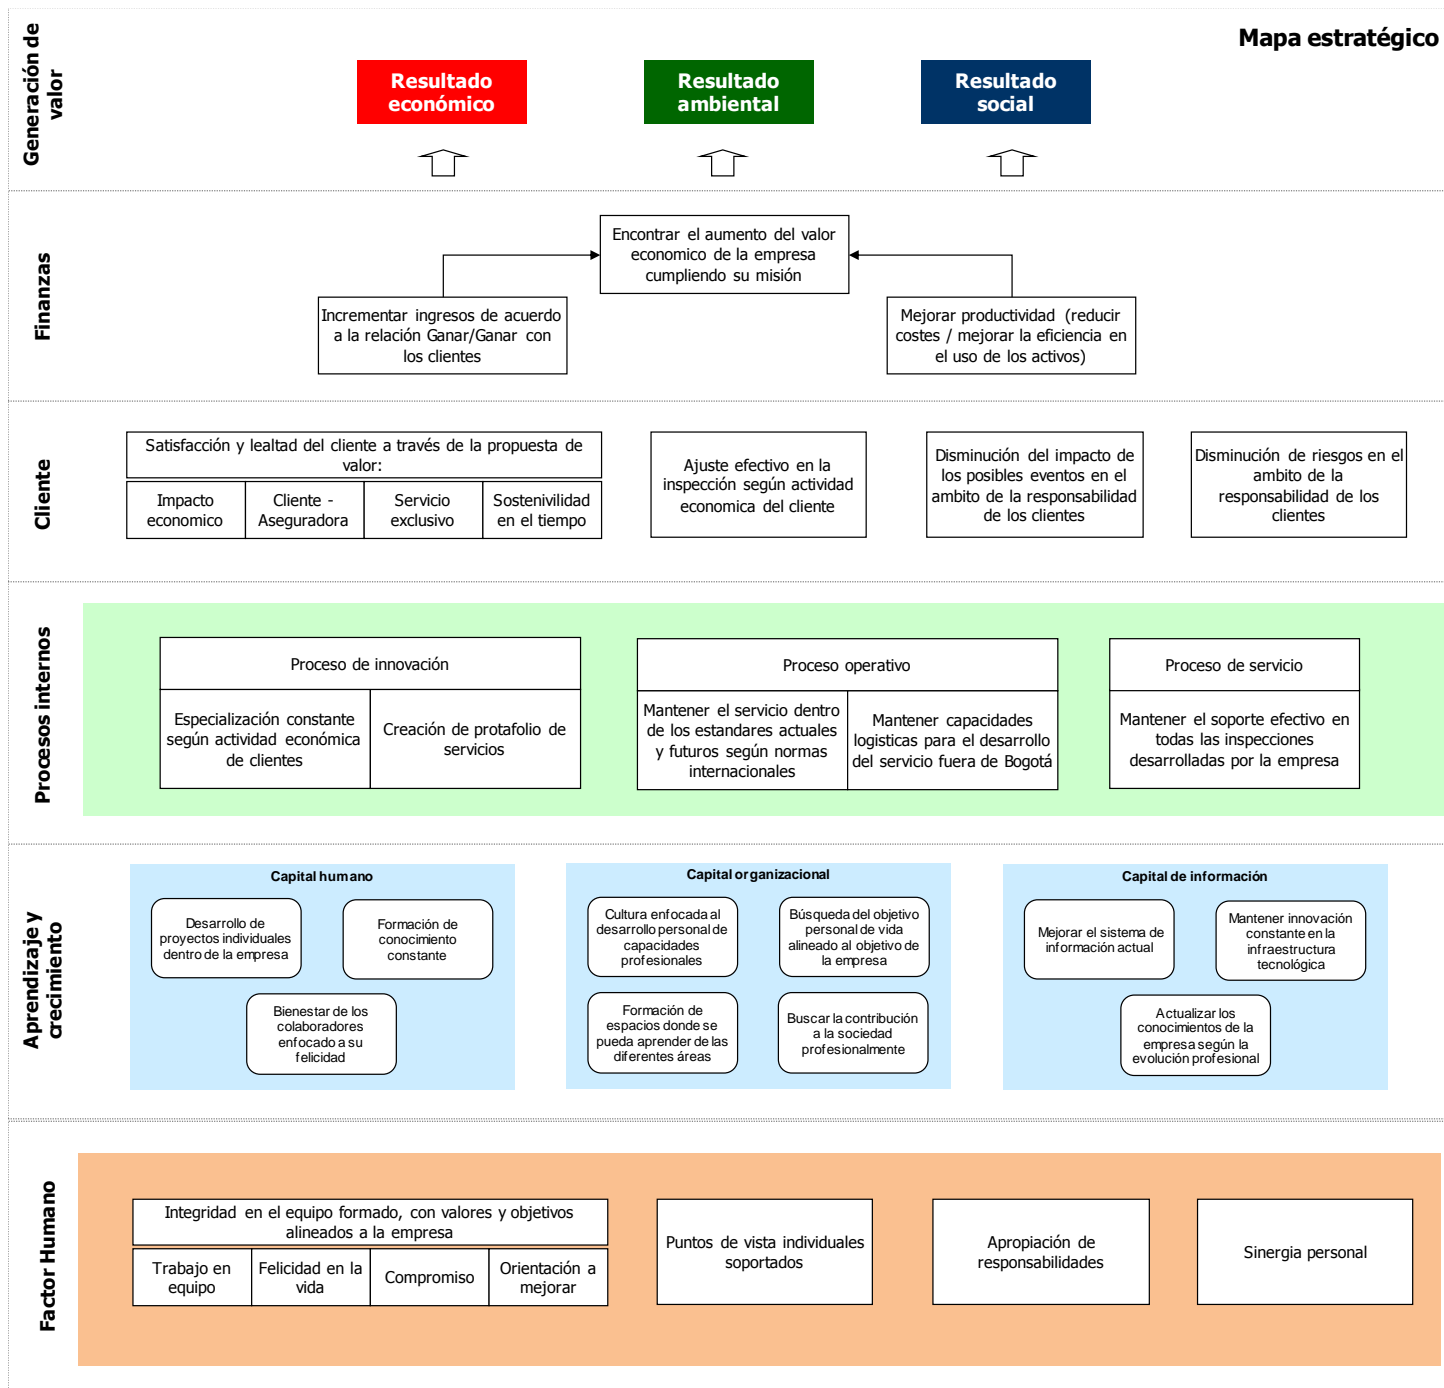 Mapa estratégico
Generación de
valor
Resultado
económico
Resultado
ambiental
Resultado
social
Finanzas
Encontrar el aumento del valor
economico de la empresa
cumpliendo su misión
Incrementar ingresos de acuerdo
a la relación Ganar/Ganar con
los clientes
Mejorar productividad (reducir
costes / mejorar la eficiencia en
el uso de los activos)
Cliente
Satisfacción y lealtad del cliente a través de la propuesta de
valor:
Impacto
economico
Cliente -
Aseguradora
Servicio
exclusivo
Sostenivilidad
en el tiempo
Ajuste efectivo en la
inspección según actividad
economica del cliente
Disminución del impacto de
los posibles eventos en el
ambito de la responsabilidad
de los clientes
Disminución de riesgos en el
ambito de la
responsabilidad de los
clientes
Procesos internos
Proceso de innovación
Especialización constante
según actividad económica
de clientes
Creación de protafolio de
servicios
Proceso operativo
Mantener el servicio dentro
de los estandares actuales
y futuros según normas
internacionales
Mantener capacidades
logisticas para el desarrollo
del servicio fuera de Bogotá
Proceso de servicio
Mantener el soporte efectivo en
todas las inspecciones
desarrolladas por la empresa
Aprendizaje y
crecimiento
Capital humano
Desarrollo de
proyectos individuales
dentro de la empresa
Formación de
conocimiento
constante
Bienestar de los
colaboradores
enfocado a su
felicidad
Capital organizacional
Cultura enfocada al
desarrollo personal de
capacidades
profesionales
Búsqueda del objetivo
personal de vida
alineado al objetivo de
la empresa
Formación de
espacios donde se
pueda aprender de las
diferentes áreas
Buscar la contribución
a la sociedad
profesionalmente
Capital de información
Mejorar el sistema de
información actual
Mantener innovación
constante en la
infraestructura
tecnológica
Actualizar los
conocimientos de la
empresa según la
evolución profesional
Factor Humano
Integridad en el equipo formado, con valores y objetivos
alineados a la empresa
Trabajo en
equipo
Felicidad en la
vida
Compromiso
Orientación a
mejorar
Puntos de vista individuales
soportados
Apropiación de
responsabilidades
Sinergia personal